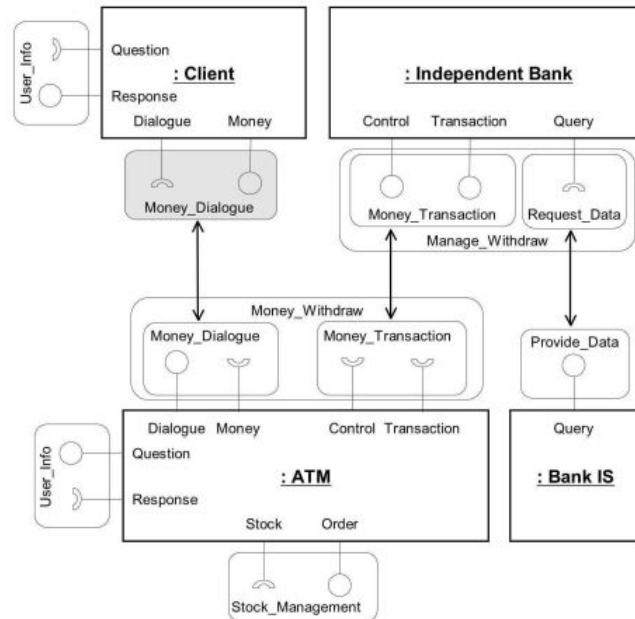 User_Info
Question
Response
: Client
Dialogue Money
: Independent Bank
Control Transaction Query
Money_Dialogue
Money_Transaction
Request_Data
Manage_Withdraw
Money_Withdraw
Money_Dialogue
Money_Transaction
Provide_Data
Dialogue Money Control Transaction
Query
User_Info
Question
Response
: ATM
: Bank IS
Stock Order
Stock_Management